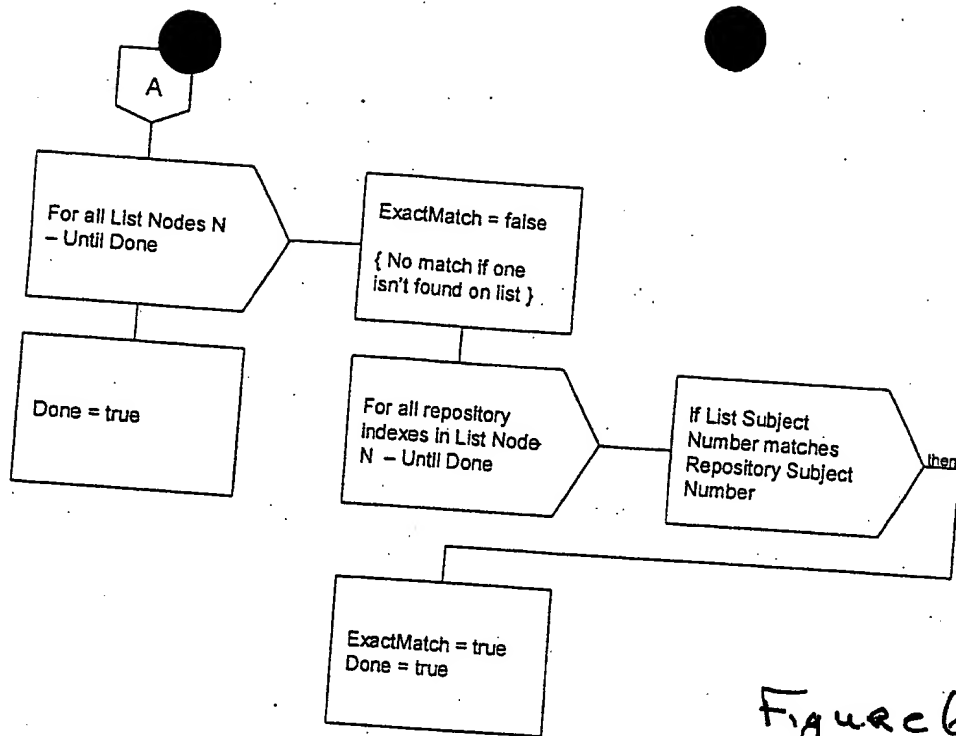 A
For all List Nodes N
– Until Done
ExactMatch = false
{ No match if one
isn't found on list }
Done = true
For all repository
indexes in List Node
N – Until Done
If List Subject
Number matches
Repository Subject
Number
then
ExactMatch = true
Done = true
Figure 6